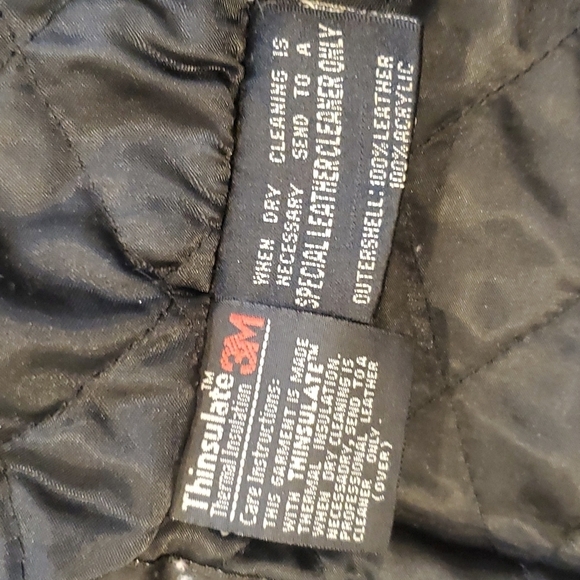 WHEN DRY CLEANING IS
NECESSARY SEND TO A
SPECIAL LEATHER CLEANER ONLY
OUTERSHELL: 100% LEATHER
100% ACRYLIC
Thinsulate™ 3M
Thermal Insulation
Care Instructions:
THIS GARMENT IS MADE
WITH THINSULATE™
THERMAL INSULATION.
WHEN DRY CLEANING IS
NECESSARY, SEND TO A
PROFESSIONAL LEATHER
CLEANER ONLY.
(OVER)